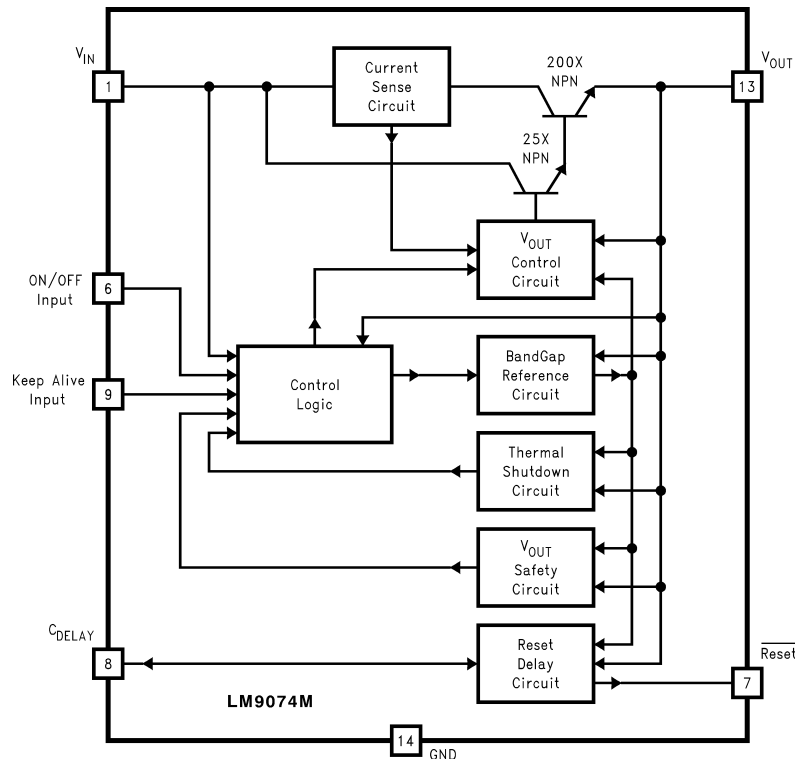 V_IN
1
Current
Sense
Circuit
200X
NPN
V_OUT
13
25X
NPN
V_OUT
Control
Circuit
ON/OFF
Input
6
Control
Logic
BandGap
Reference
Circuit
Keep Alive
Input
9
Thermal
Shutdown
Circuit
V_OUT
Safety
Circuit
C_DELAY
8
Reset
Delay
Circuit
Reset
7
LM9074M
14
GND